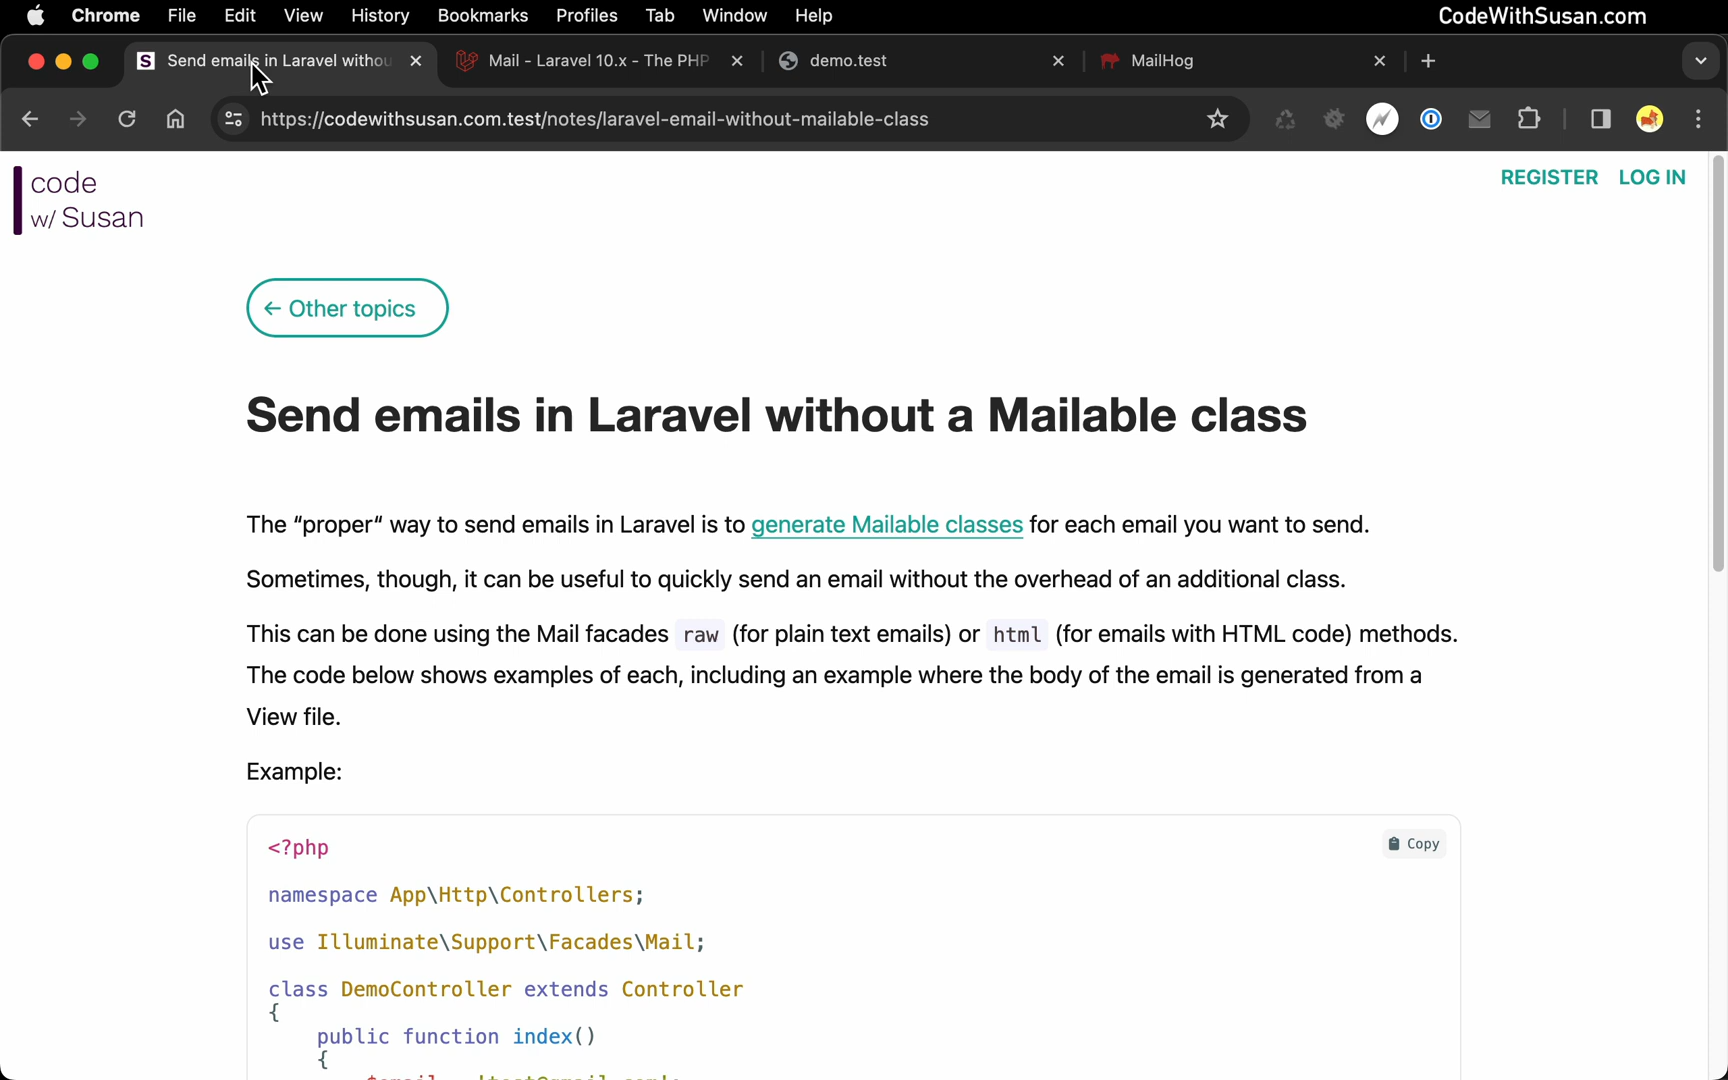 Chrome File Edit View History Bookmarks Profiles Tab Window Help CodeWithSusan.com
Send emails in Laravel withou Mail - Laravel 10.x - The PHP demo.test MailHog
https://codewithsusan.com.test/notes/laravel-email-without-mailable-class
code
w/ Susan
REGISTER LOG IN
← Other topics
Send emails in Laravel without a Mailable class
The “proper“ way to send emails in Laravel is to generate Mailable classes for each email you want to send.
Sometimes, though, it can be useful to quickly send an email without the overhead of an additional class.
This can be done using the Mail facades raw (for plain text emails) or html (for emails with HTML code) methods.
The code below shows examples of each, including an example where the body of the email is generated from a
View file.
Example:
Copy
<?php
namespace App\Http\Controllers;
use Illuminate\Support\Facades\Mail;
class DemoController extends Controller
{
public function index()
{